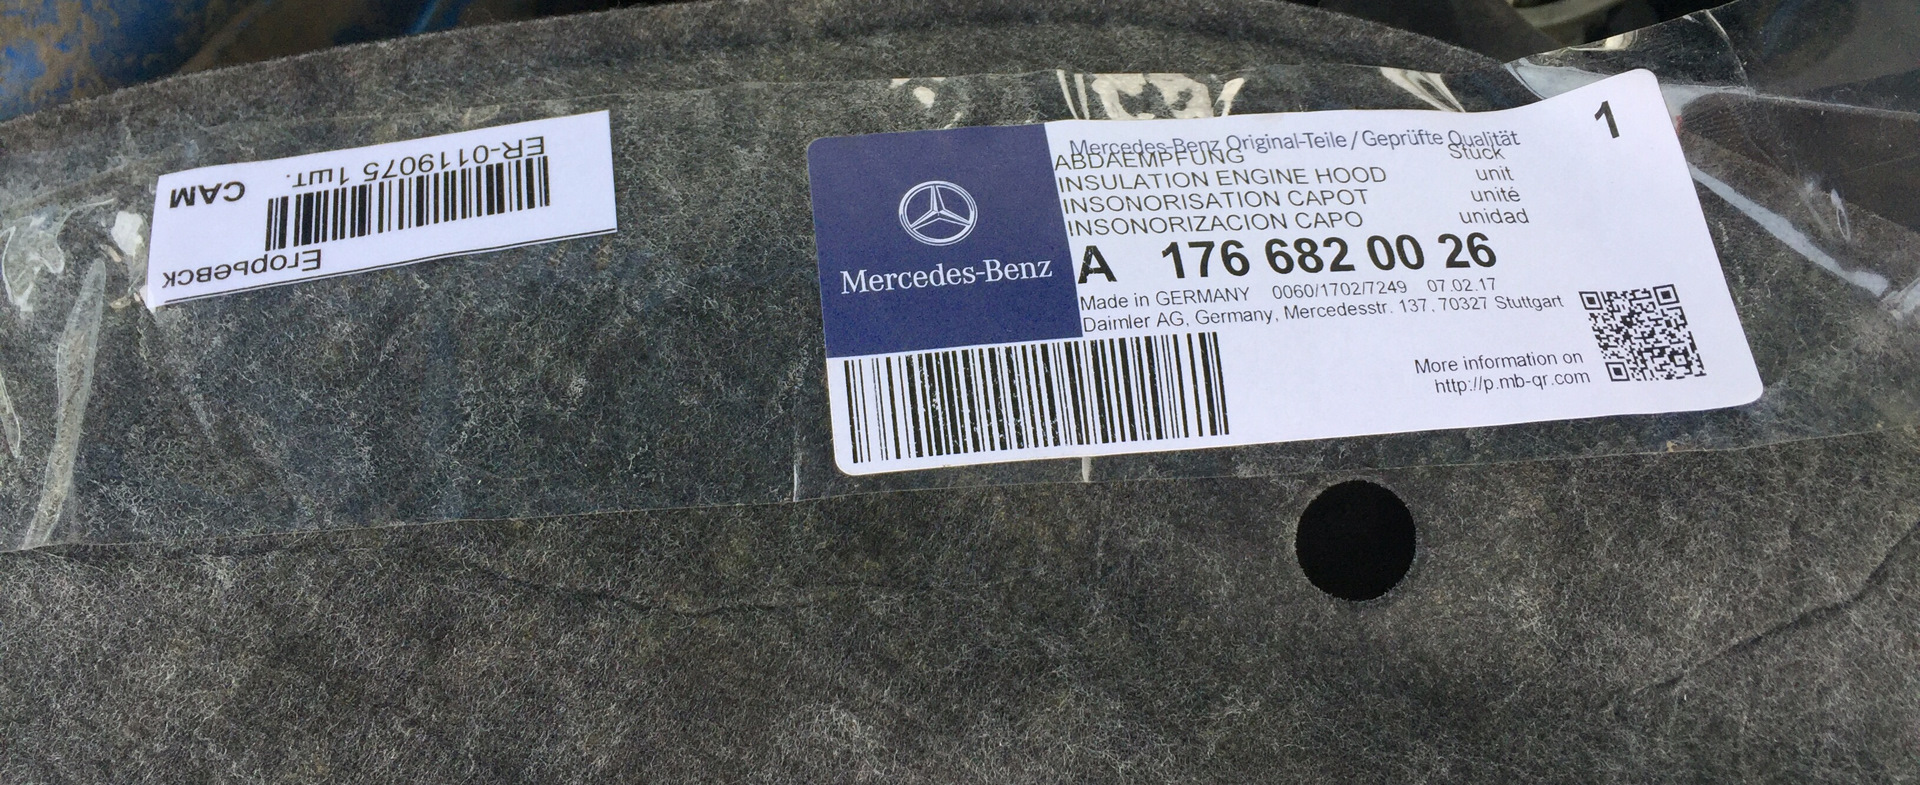 ER-0119075 1шт.
САМ
Егорьевск
Mercedes-Benz
Mercedes-Benz Original-Teile / Geprüfte Qualität
1
ABDAEMPFUNG Stück
INSULATION ENGINE HOOD unit
INSONORISATION CAPOT unité
INSONORIZACION CAPO unidad
A 176 682 00 26
Made in GERMANY 0060/1702/7249 07.02.17
Daimler AG, Germany, Mercedesstr. 137, 70327 Stuttgart
More information on
http://p.mb-qr.com